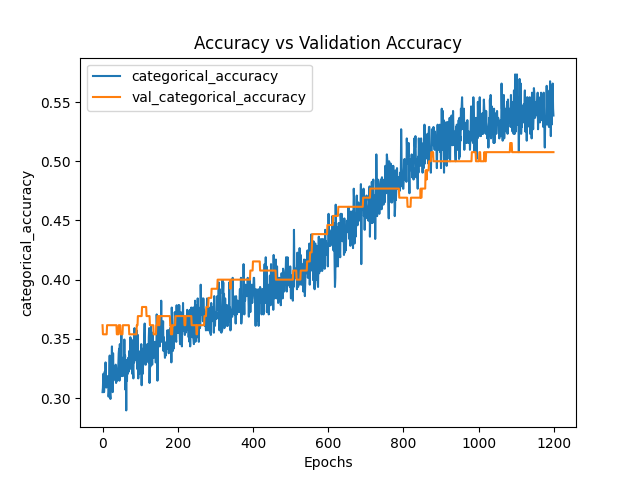 Accuracy vs Validation Accuracy
categorical_accuracy
val_categorical_accuracy
categorical_accuracy
0.55
0.50
0.45
0.40
0.35
0.30
0 200 400 600 800 1000 1200
Epochs